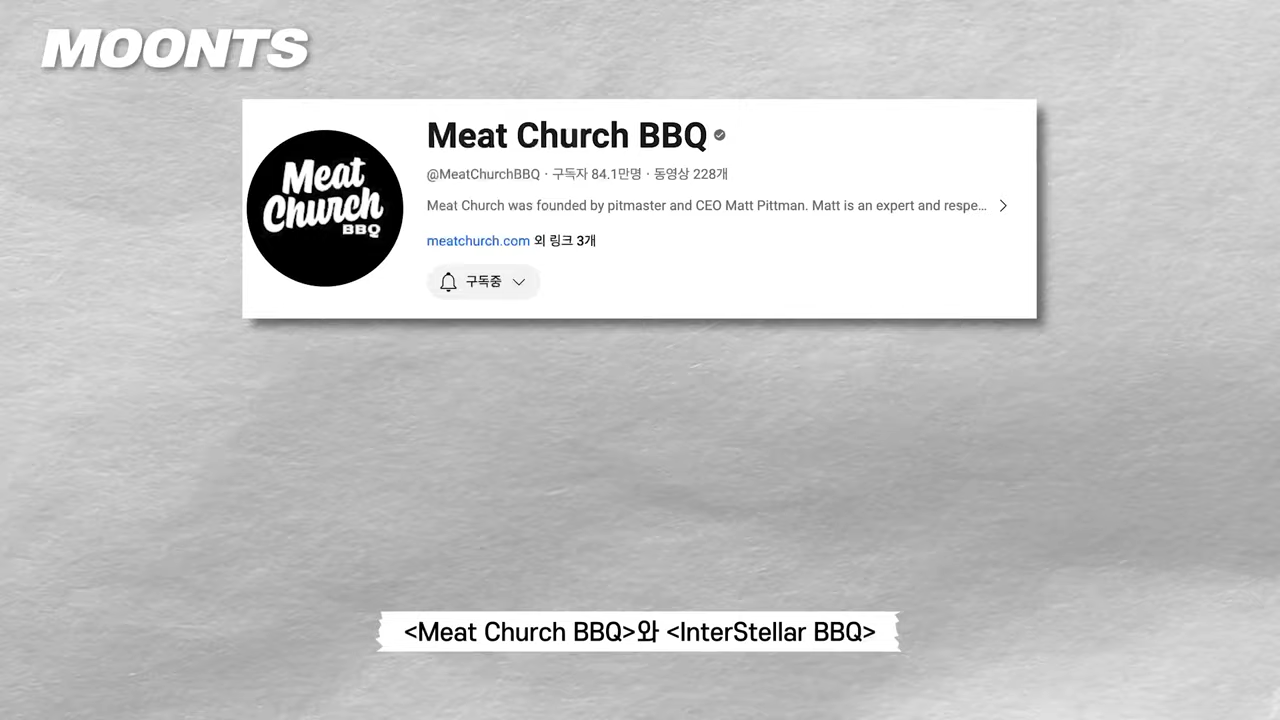 MOONTS
Meat Church BBQ
Meat
Church
BBQ
@MeatChurchBBQ · 구독자 84.1만명 · 동영상 228개
Meat Church was founded by pitmaster and CEO Matt Pittman. Matt is an expert and respe...
meatchurch.com 외 링크 3개
구독중
<Meat Church BBQ>와 <InterStellar BBQ>